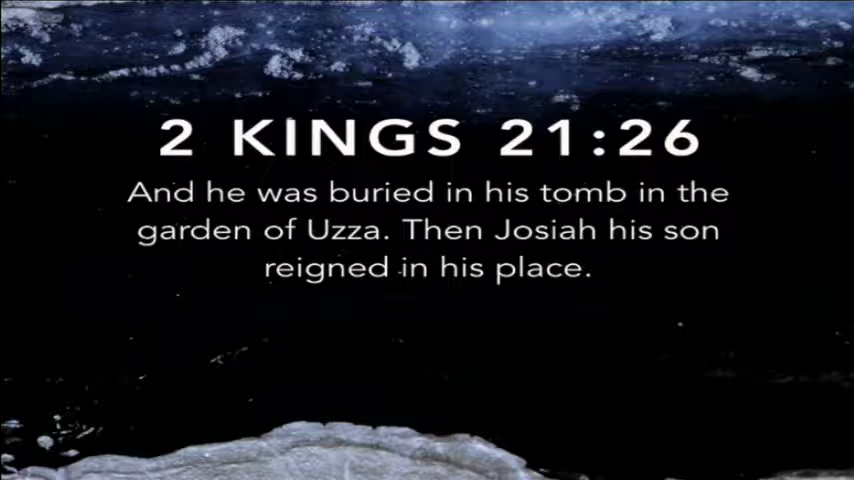 2 KINGS 21:26
And he was buried in his tomb in the
garden of Uzza. Then Josiah his son
reigned in his place.